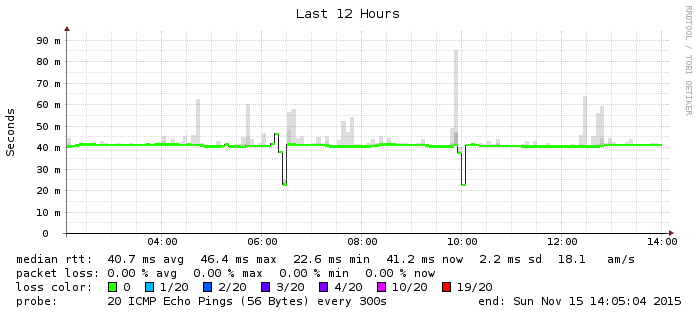 Last 12 Hours
RRDTOOL / TOBI OETIKER
Seconds
90 m
80 m
70 m
60 m
50 m
40 m
30 m
20 m
10 m
0
04:00 06:00 08:00 10:00 12:00 14:00
median rtt: 40.7 ms avg 46.4 ms max 22.6 ms min 41.2 ms now 2.2 ms sd 18.1 am/s
packet loss: 0.00 % avg 0.00 % max 0.00 % min 0.00 % now
loss color: 0 1/20 2/20 3/20 4/20 10/20 19/20
probe: 20 ICMP Echo Pings (56 Bytes) every 300s end: Sun Nov 15 14:05:04 2015